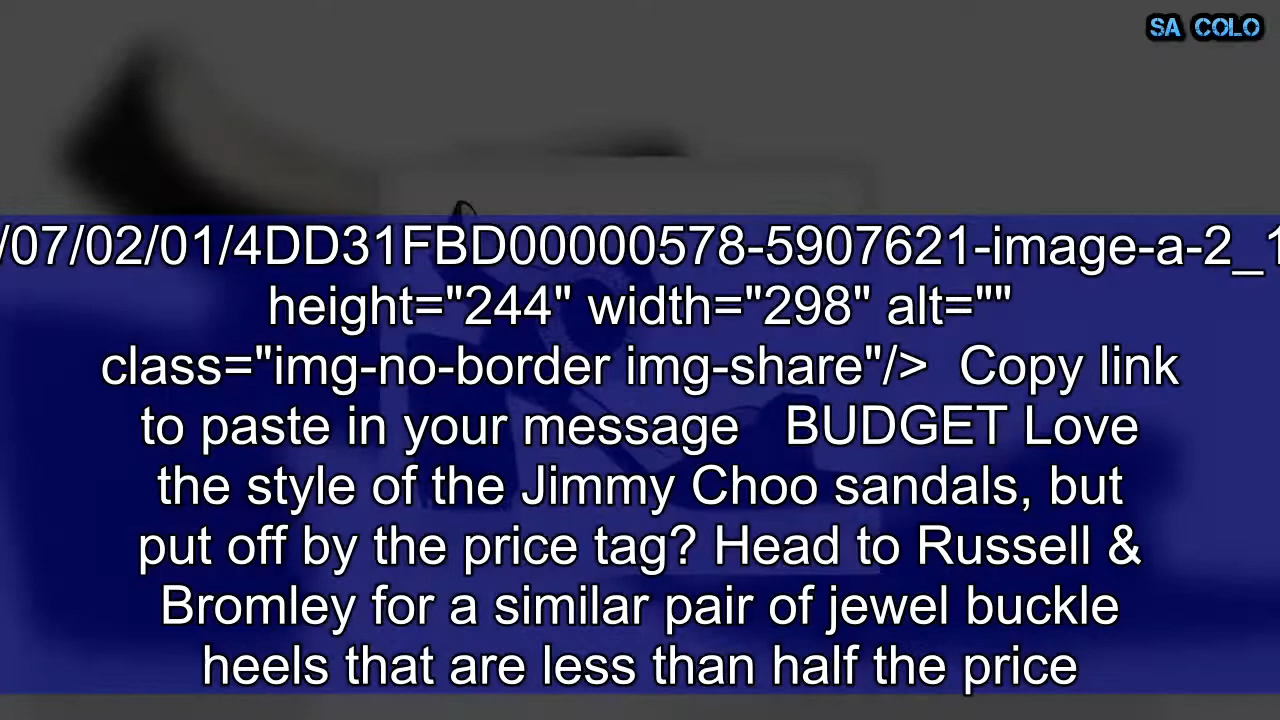 SA COLO
/07/02/01/4DD31FBD00000578-5907621-image-a-2_1
height="244" width="298" alt=""
class="img-no-border img-share"/>  Copy link
to paste in your message   BUDGET Love
the style of the Jimmy Choo sandals, but
put off by the price tag? Head to Russell &
Bromley for a similar pair of jewel buckle
heels that are less than half the price